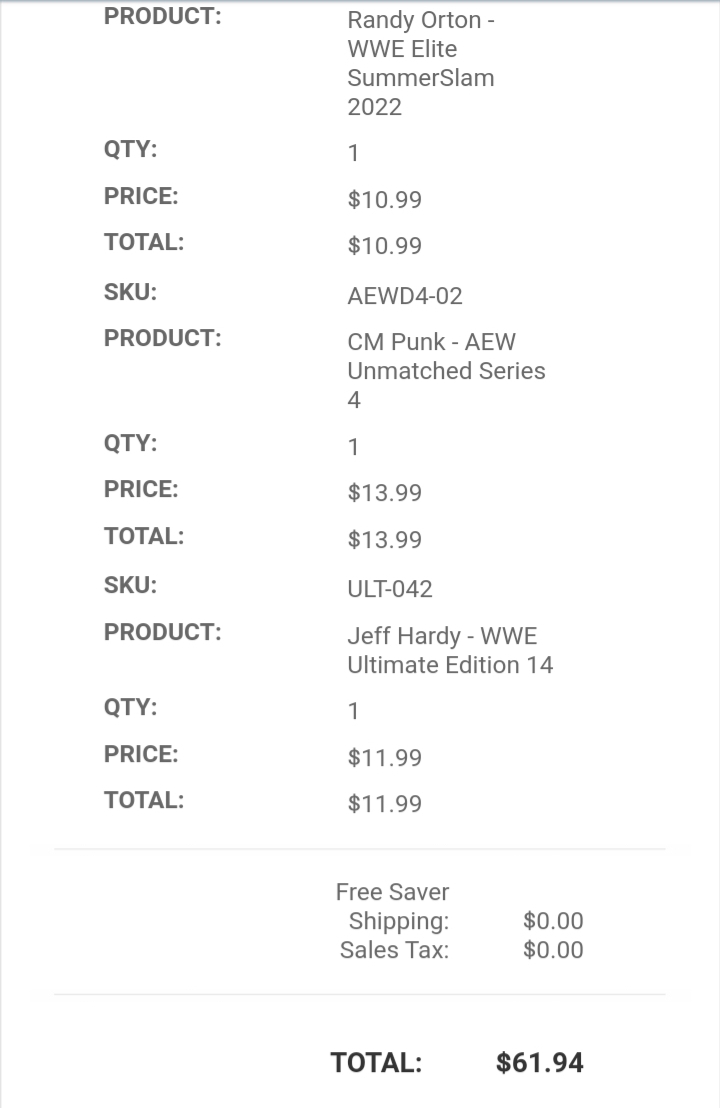 PRODUCT: Randy Orton -
WWE Elite
SummerSlam
2022
QTY: 1
PRICE: $10.99
TOTAL: $10.99
SKU: AEWD4-02
PRODUCT: CM Punk - AEW
Unmatched Series
4
QTY: 1
PRICE: $13.99
TOTAL: $13.99
SKU: ULT-042
PRODUCT: Jeff Hardy - WWE
Ultimate Edition 14
QTY: 1
PRICE: $11.99
TOTAL: $11.99
Free Saver
Shipping: $0.00
Sales Tax: $0.00
TOTAL: $61.94